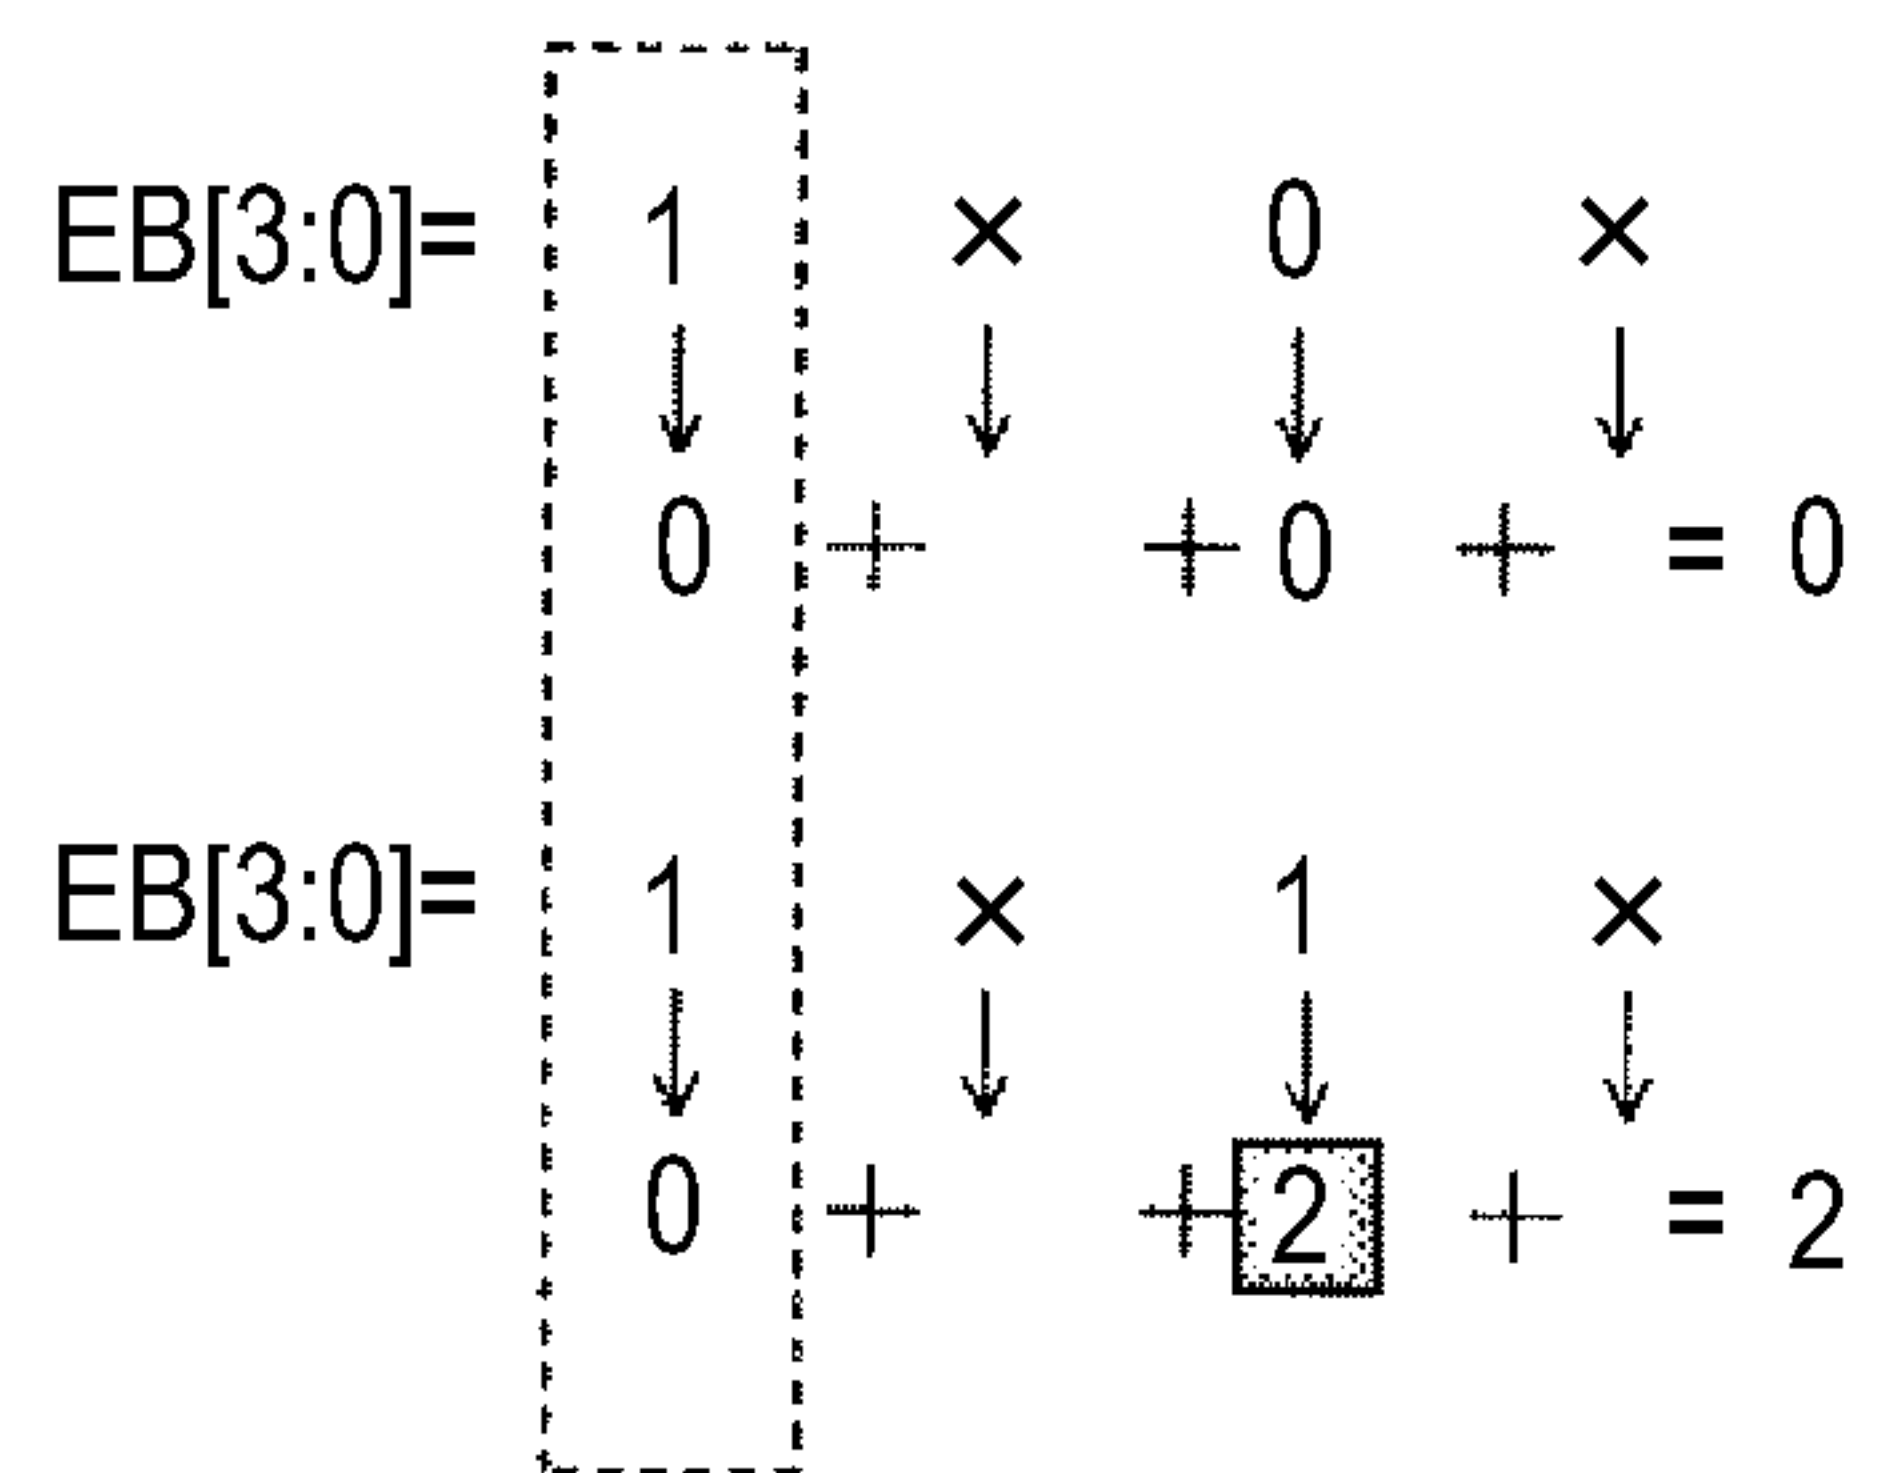 EB[3:0]= 1 × 0 ×
0 + + 0 + = 0
EB[3:0]= 1 × 1 ×
0 + + 2 + = 2